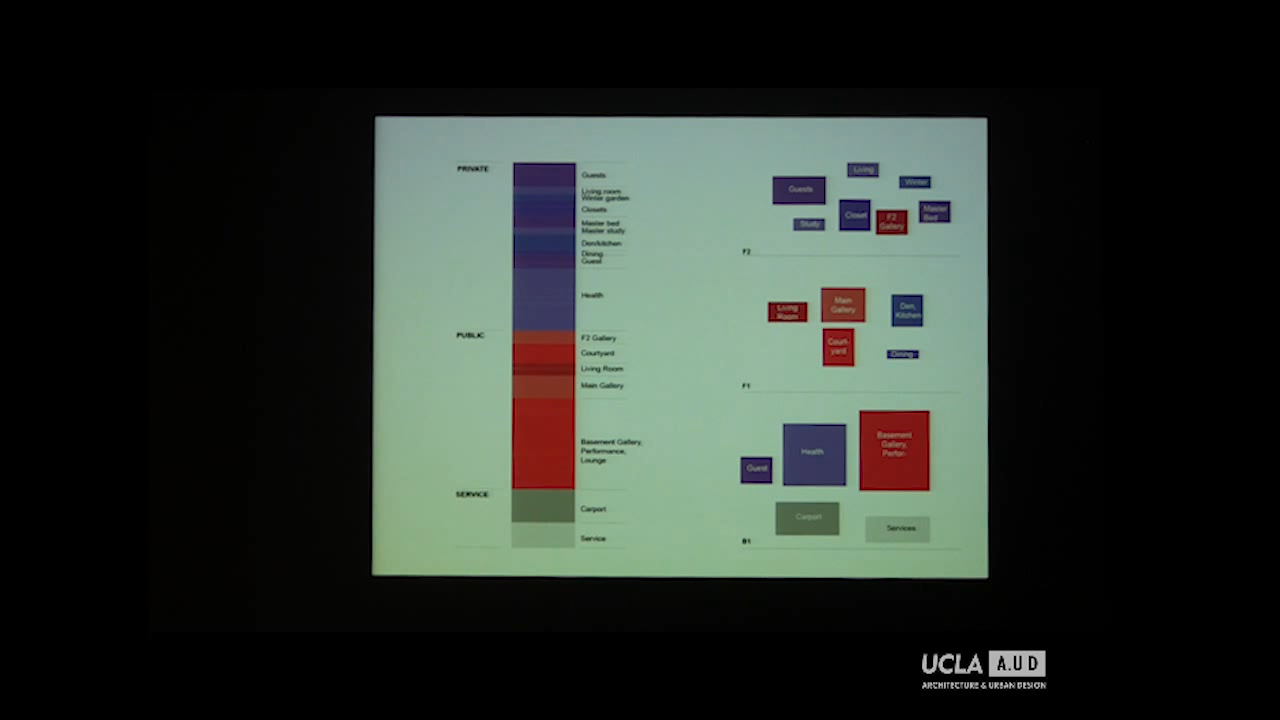 PRIVATE
Guests
Living room
Winter garden
Closets
Master bed
Master study
Den/kitchen
Dining
Guest
Health
PUBLIC
F2 Gallery
Courtyard
Living Room
Main Gallery
Basement Gallery,
Performance,
Lounge
SERVICE
Carport
Service
Living
Guests
Winter
Closet
Master
Bed
F2
Gallery
Study
F2
Living
Room
Main
Gallery
Den,
Kitchen
Court-
yard
Dining
F1
Basement
Gallery,
Perfor-
Health
Guest
Carport
Services
B1
UCLA A.UD
ARCHITECTURE & URBAN DESIGN